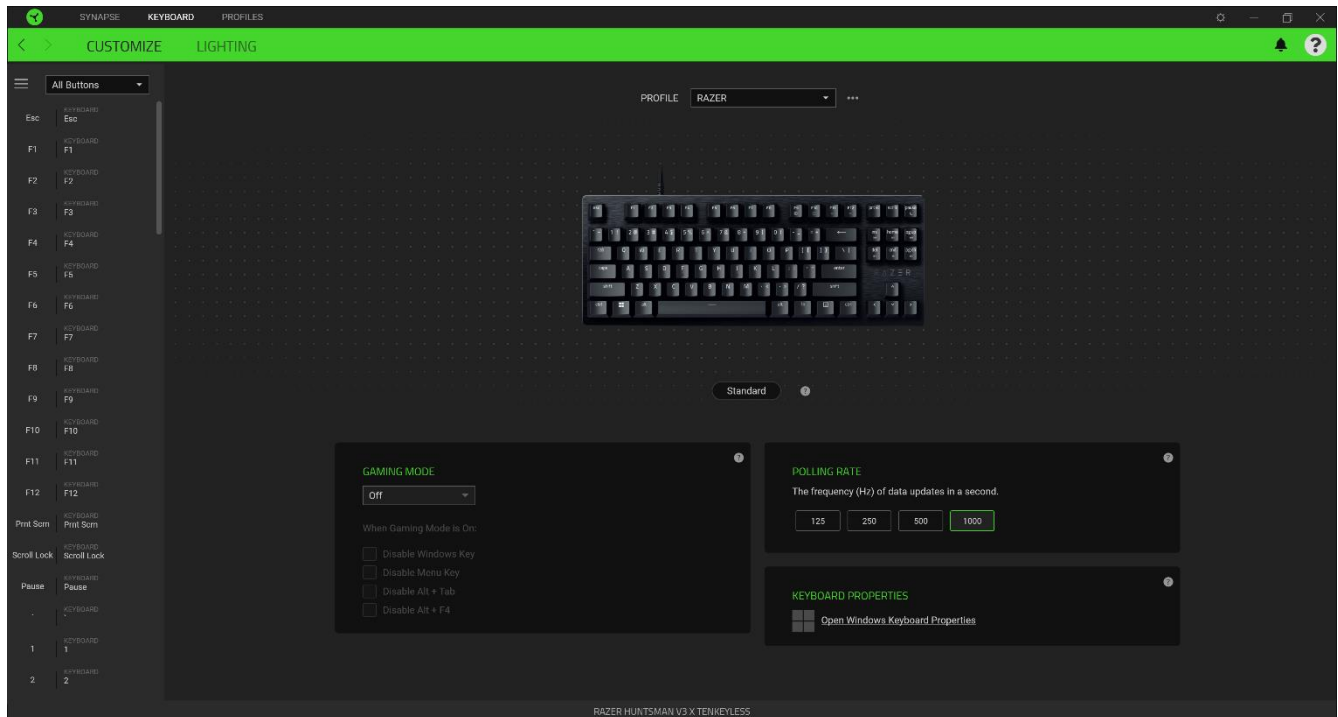 SYNAPSE KEYBOARD PROFILES
CUSTOMIZE LIGHTING
All Buttons
PROFILE RAZER
Esc KEYBOARD Esc
F1 KEYBOARD F1
F2 KEYBOARD F2
F3 KEYBOARD F3
F4 KEYBOARD F4
F5 KEYBOARD F5
F6 KEYBOARD F6
F7 KEYBOARD F7
F8 KEYBOARD F8
F9 KEYBOARD F9
F10 KEYBOARD F10
F11 KEYBOARD F11
F12 KEYBOARD F12
Prnt Scrn KEYBOARD Prnt Scrn
Scroll Lock KEYBOARD Scroll Lock
Pause KEYBOARD Pause
` KEYBOARD `
1 KEYBOARD 1
2 KEYBOARD 2
Standard
GAMING MODE
Off
When Gaming Mode is On:
Disable Windows Key
Disable Menu Key
Disable Alt + Tab
Disable Alt + F4
POLLING RATE
The frequency (Hz) of data updates in a second.
125 250 500 1000
KEYBOARD PROPERTIES
Open Windows Keyboard Properties
RAZER HUNTSMAN V3 X TENKEYLESS